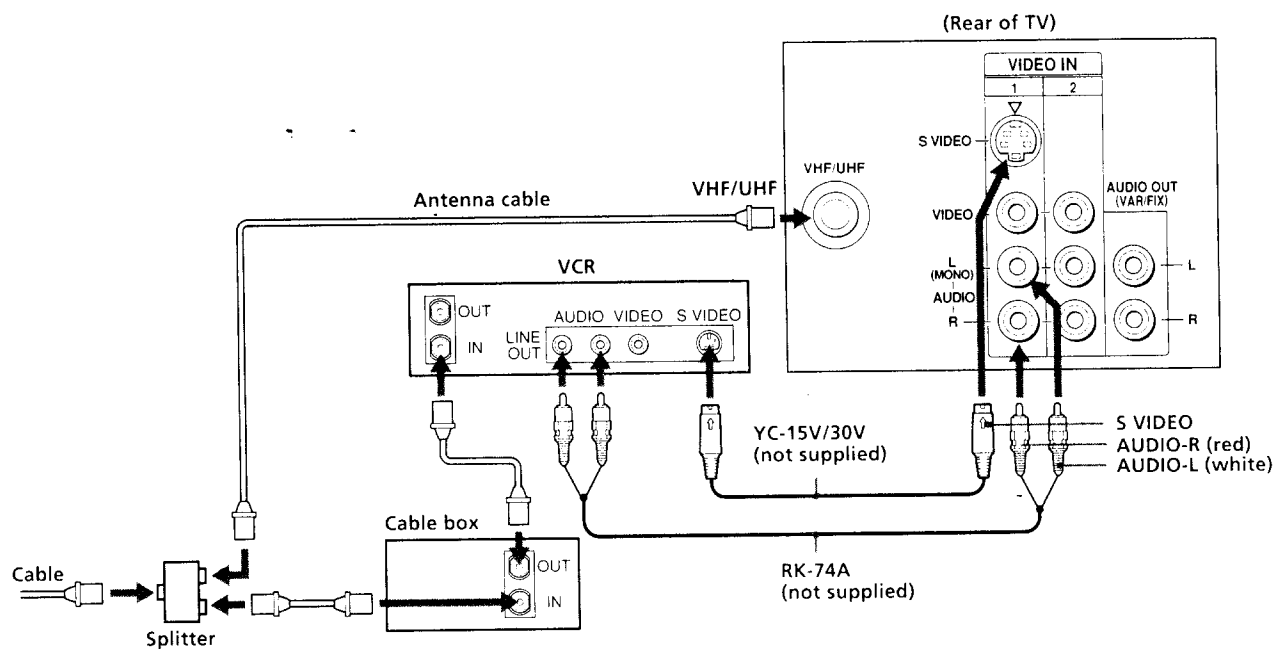 (Rear of TV)
VIDEO IN
1 2
S VIDEO
VHF/UHF
VHF/UHF
Antenna cable
AUDIO OUT
(VAR/FIX)
VIDEO
L
(MONO)
L
AUDIO
R
R
VCR
OUT
IN
AUDIO VIDEO S VIDEO
LINE
OUT
YC-15V/30V
(not supplied)
S VIDEO
AUDIO-R (red)
AUDIO-L (white)
Cable box
OUT
IN
RK-74A
(not supplied)
Cable
Splitter